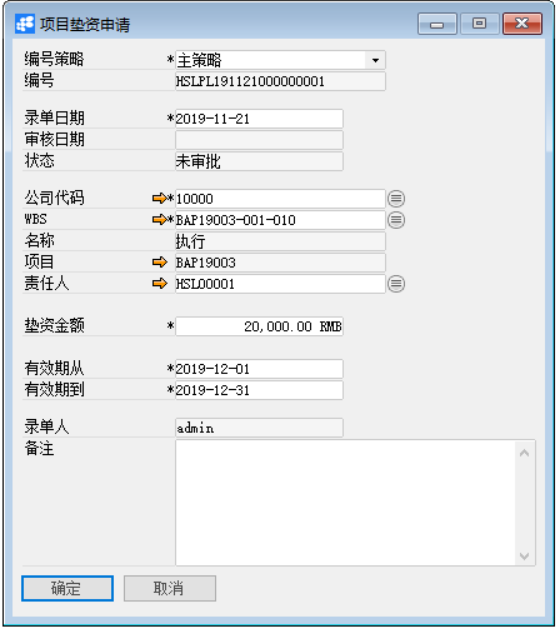 项目垫资申请
编号策略 *主策略
编号 HSLPL191121000000001
录单日期 *2019-11-21
审核日期
状态 未审批
公司代码 *10000
WBS *BAP19003-001-010
名称 执行
项目 BAP19003
责任人 HSL00001
垫资金额 * 20,000.00 RMB
有效期从 *2019-12-01
有效期到 *2019-12-31
录单人 admin
备注
确定 取消